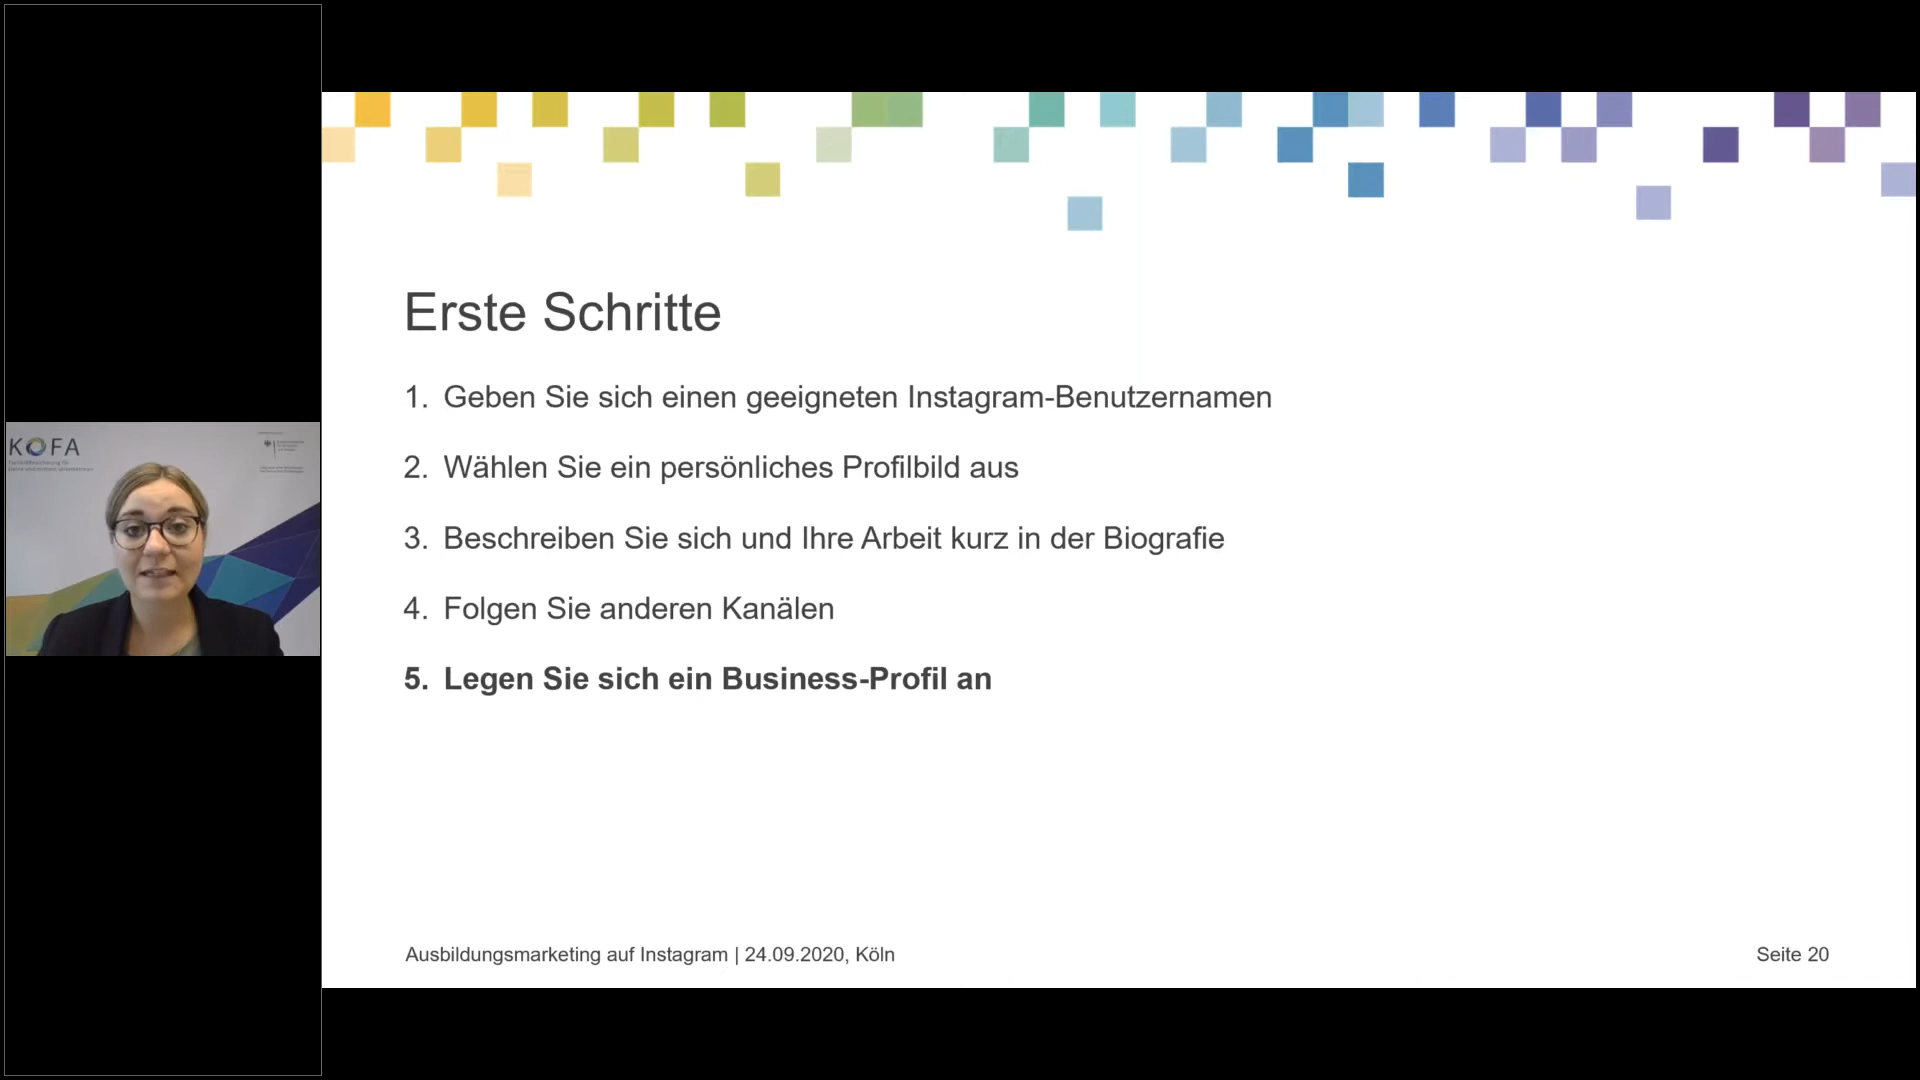 KOFA
Erste Schritte
1. Geben Sie sich einen geeigneten Instagram-Benutzernamen
2. Wählen Sie ein persönliches Profilbild aus
3. Beschreiben Sie sich und Ihre Arbeit kurz in der Biografie
4. Folgen Sie anderen Kanälen
5. Legen Sie sich ein Business-Profil an
Ausbildungsmarketing auf Instagram | 24.09.2020, Köln
Seite 20